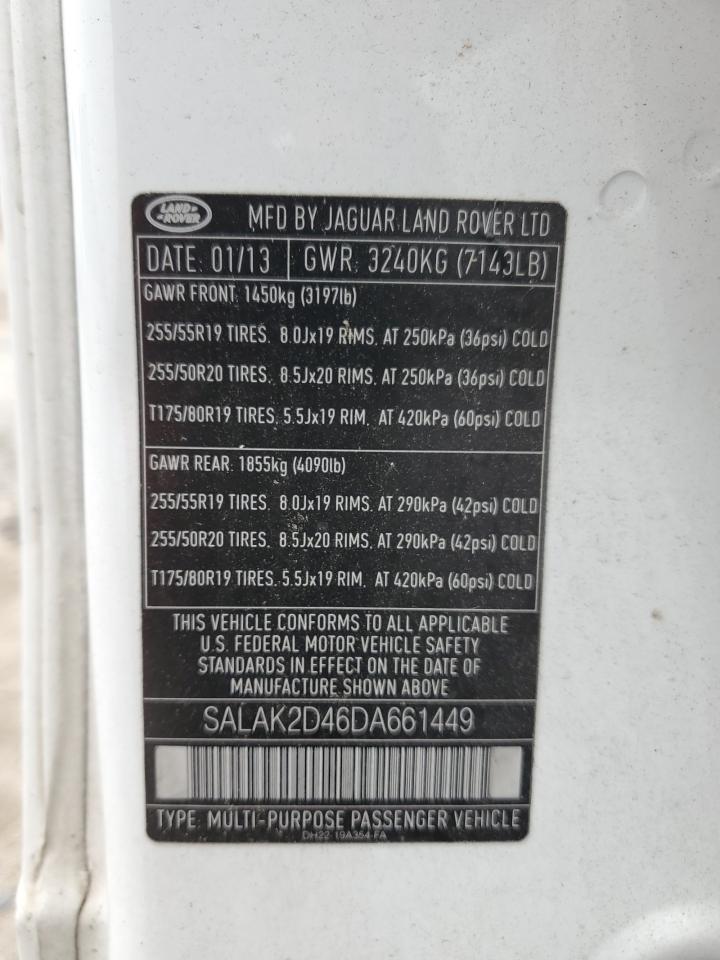 LAND-
-ROVER
MFD BY JAGUAR LAND ROVER LTD
DATE: 01/13 GWR: 3240KG (7143LB)
GAWR FRONT: 1450kg (3197lb)
255/55R19 TIRES, 8.0Jx19 RIMS, AT 250kPa (36psi) COLD
255/50R20 TIRES, 8.5Jx20 RIMS, AT 250kPa (36psi) COLD
T175/80R19 TIRES, 5.5Jx19 RIM, AT 420kPa (60psi) COLD
GAWR REAR: 1855kg (4090lb)
255/55R19 TIRES, 8.0Jx19 RIMS, AT 290kPa (42psi) COLD
255/50R20 TIRES, 8.5Jx20 RIMS, AT 290kPa (42psi) COLD
T175/80R19 TIRES, 5.5Jx19 RIM, AT 420kPa (60psi) COLD
THIS VEHICLE CONFORMS TO ALL APPLICABLE
U.S. FEDERAL MOTOR VEHICLE SAFETY
STANDARDS IN EFFECT ON THE DATE OF
MANUFACTURE SHOWN ABOVE
SALAK2D46DA661449
TYPE: MULTI-PURPOSE PASSENGER VEHICLE
DH22-19A354-FA